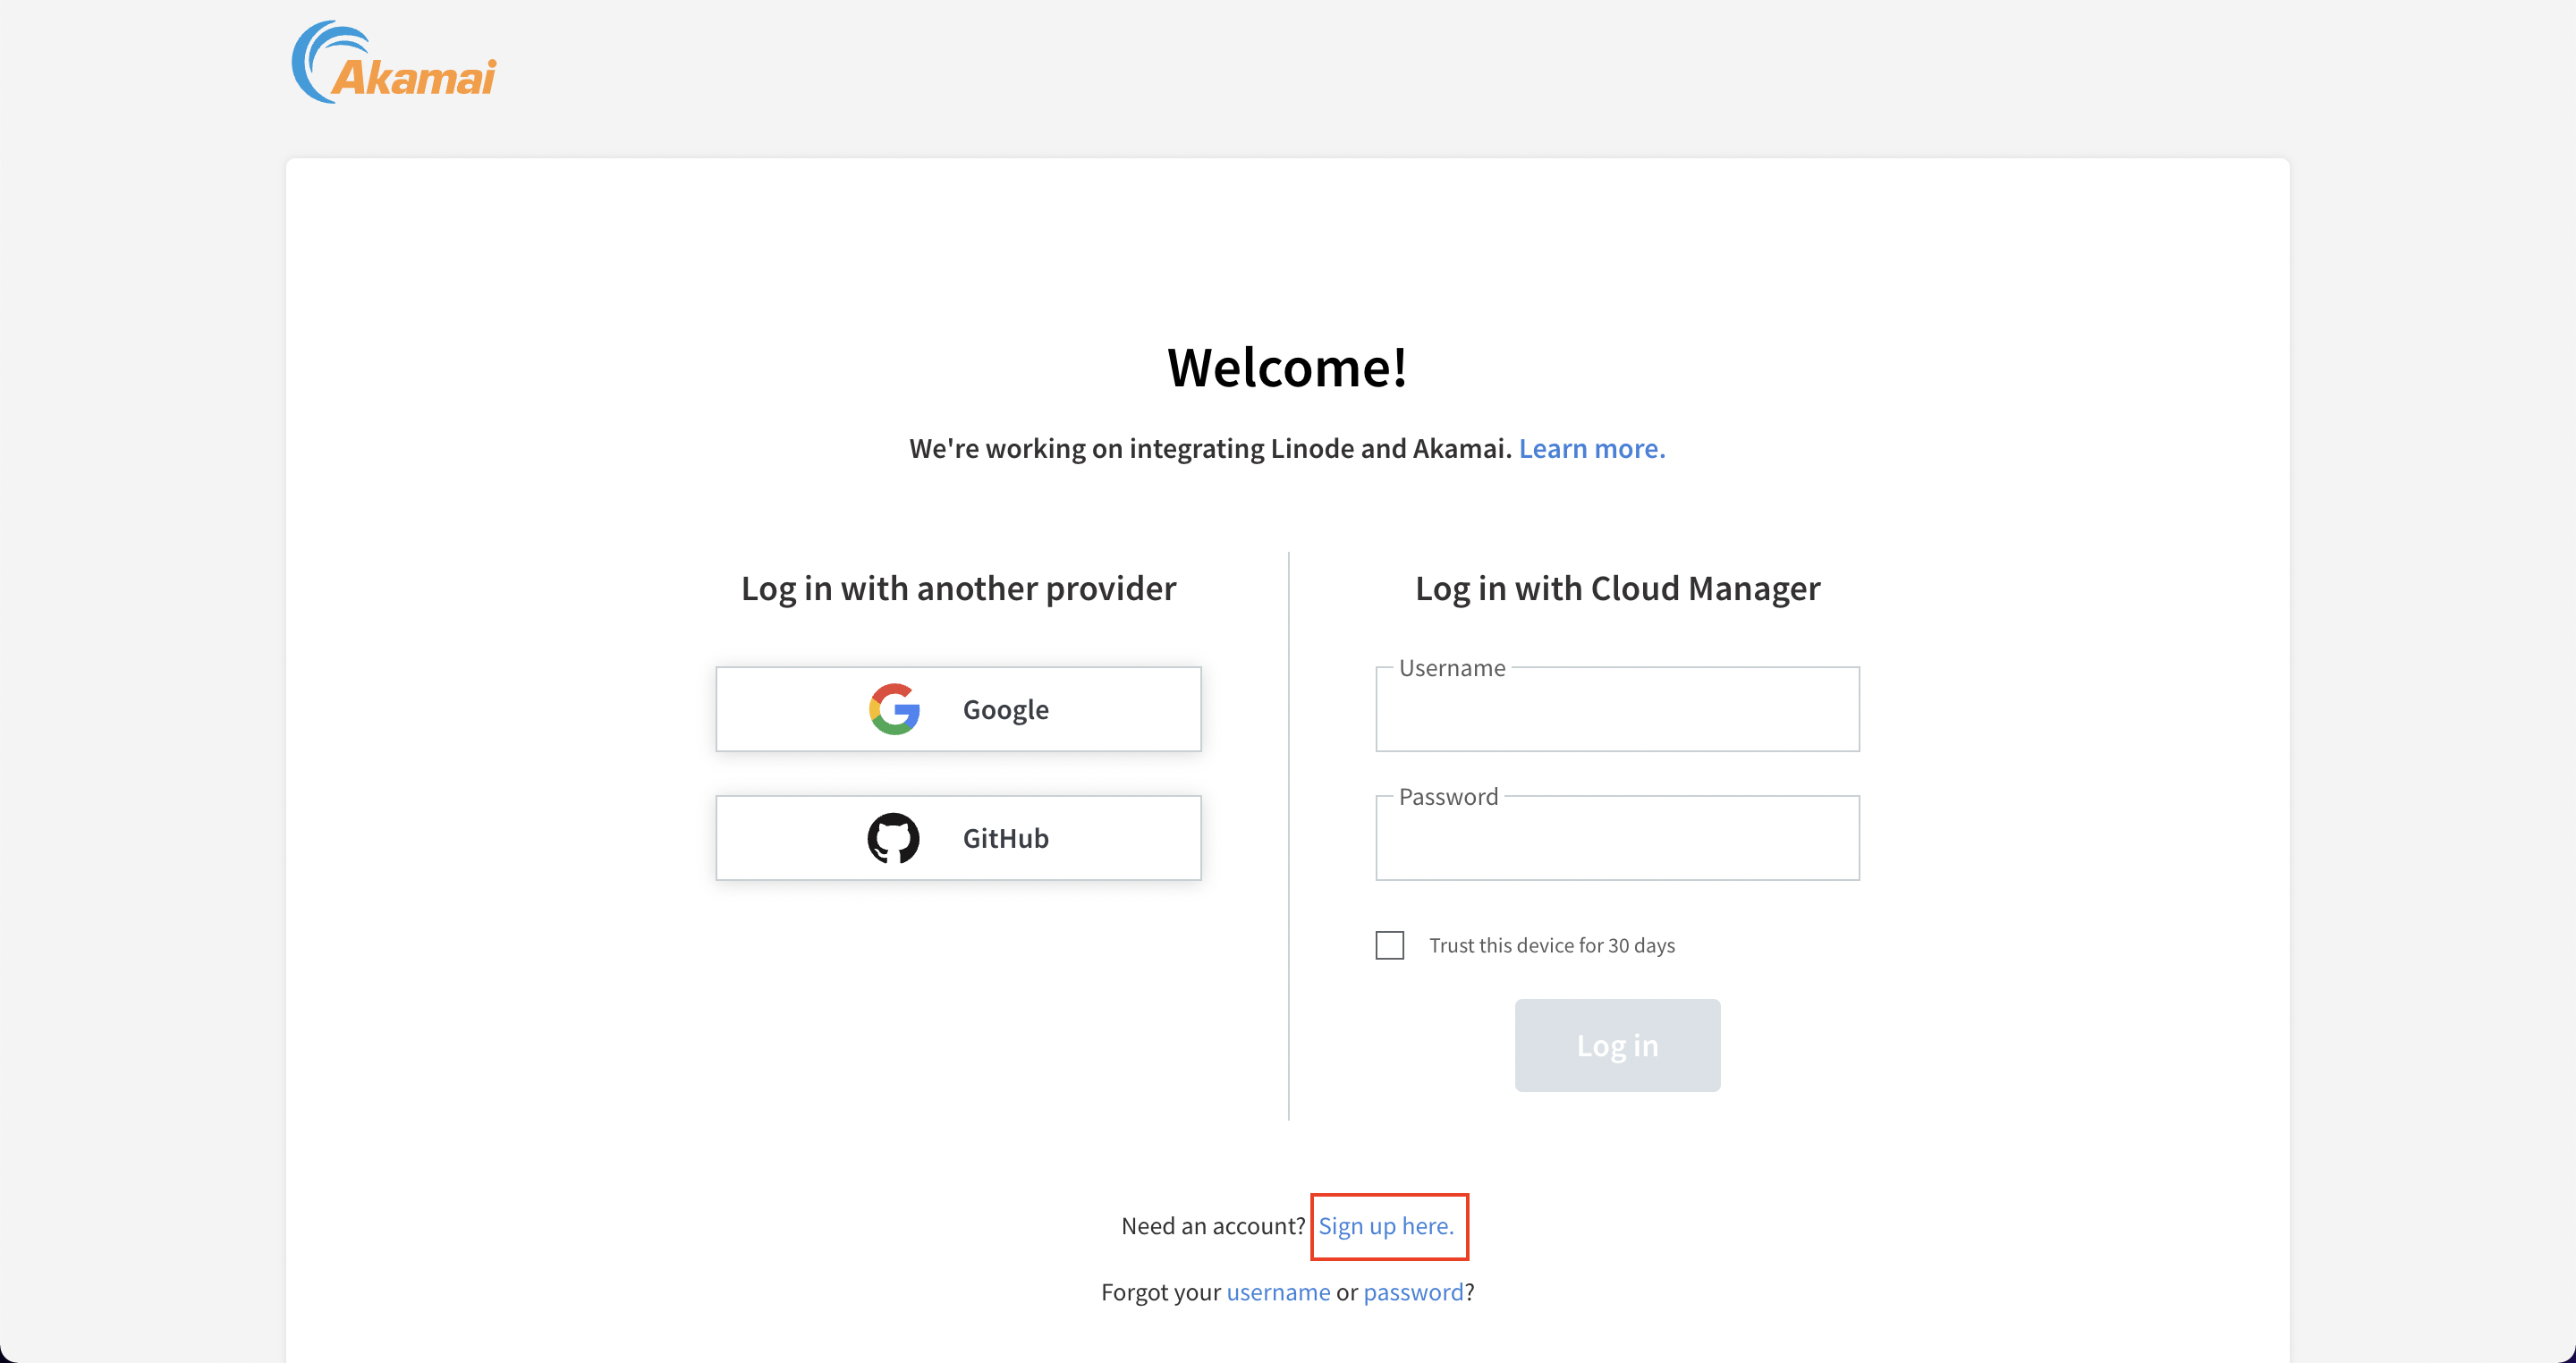 Akamai
Welcome!
We're working on integrating Linode and Akamai. Learn more.
Log in with another provider
Google
GitHub
Log in with Cloud Manager
Username
Password
Trust this device for 30 days
Log in
Need an account? Sign up here.
Forgot your username or password?